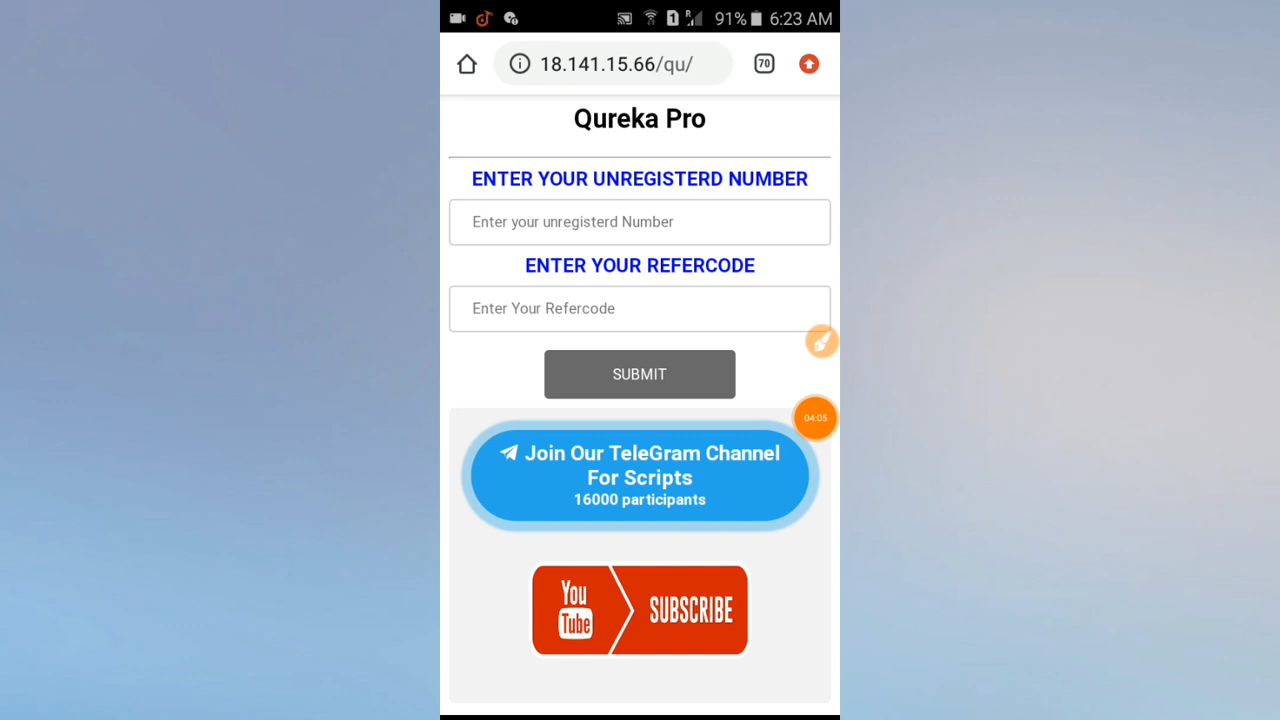 R 1 91% 6:23 AM
18.141.15.66/qu/ 70
Qureka Pro
ENTER YOUR UNREGISTERD NUMBER
Enter your unregisterd Number
ENTER YOUR REFERCODE
Enter Your Refercode
SUBMIT
04:05
Join Our TeleGram Channel
For Scripts
16000 participants
You
Tube
SUBSCRIBE